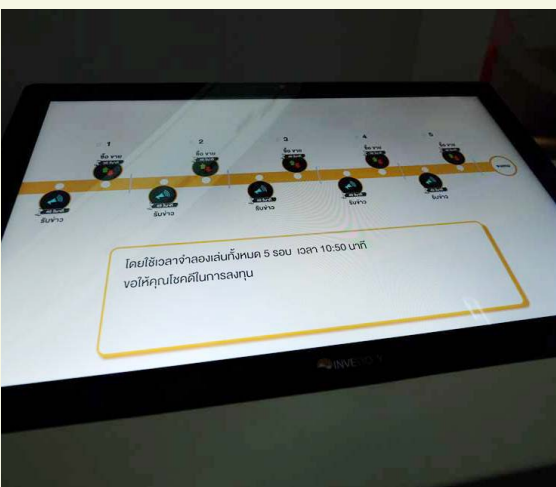 1
2
3
4
5
ซื้อ ขาย
ซื้อ ขาย
ซื้อ ขาย
ซื้อ ขาย
ซื้อ ขาย
รับข่าว
รับข่าว
รับข่าว
รับข่าว
รับข่าว
โดยใช้เวลาจำลองเล่นทั้งหมด 5 รอบ เวลา 10:50 นาที
ขอให้คุณโชคดีในการลงทุน